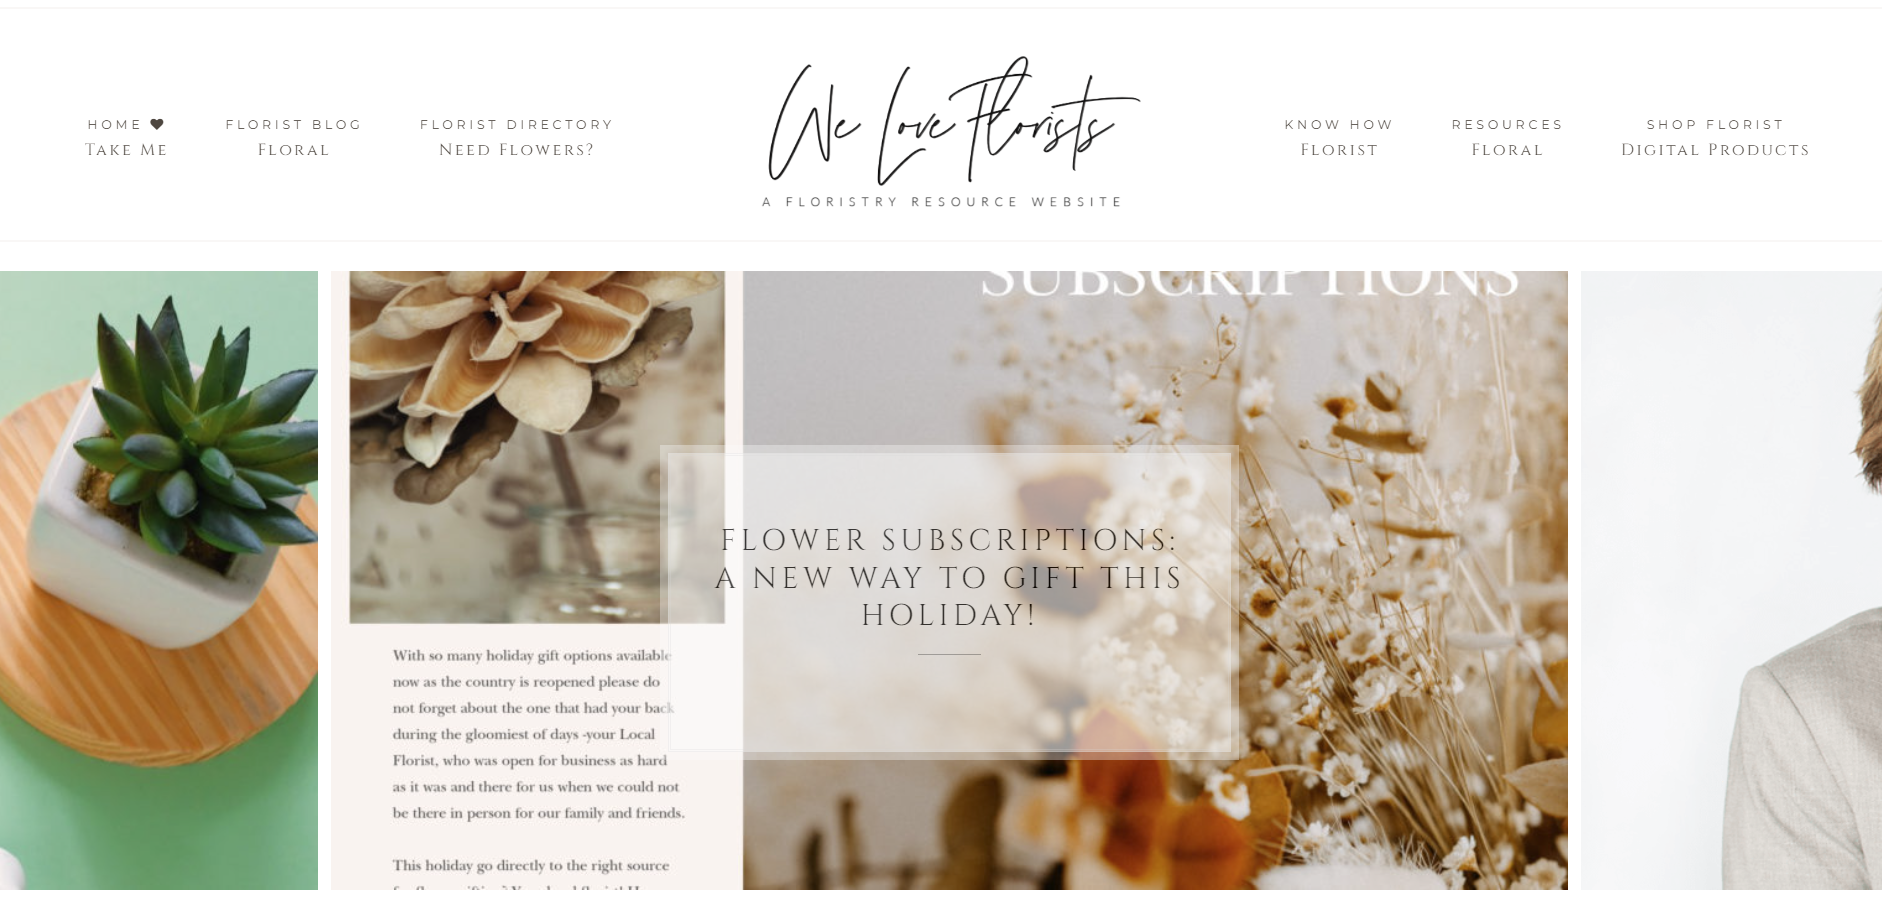 HOME
Take Me
FLORIST BLOG
Floral
FLORIST DIRECTORY
Need Flowers?
We Love Florists
A FLORISTRY RESOURCE WEBSITE
KNOW HOW
Florist
RESOURCES
Floral
SHOP FLORIST
Digital Products
SUBSCRIPTIONS
FLOWER SUBSCRIPTIONS:
A NEW WAY TO GIFT THIS
HOLIDAY!
With so many holiday gift options available
now as the country is reopened please do
not forget about the one that had your back
during the gloomiest of days -your Local
Florist, who was open for business as hard
as it was and there for us when we could not
be there in person for our family and friends.
This holiday go directly to the right source